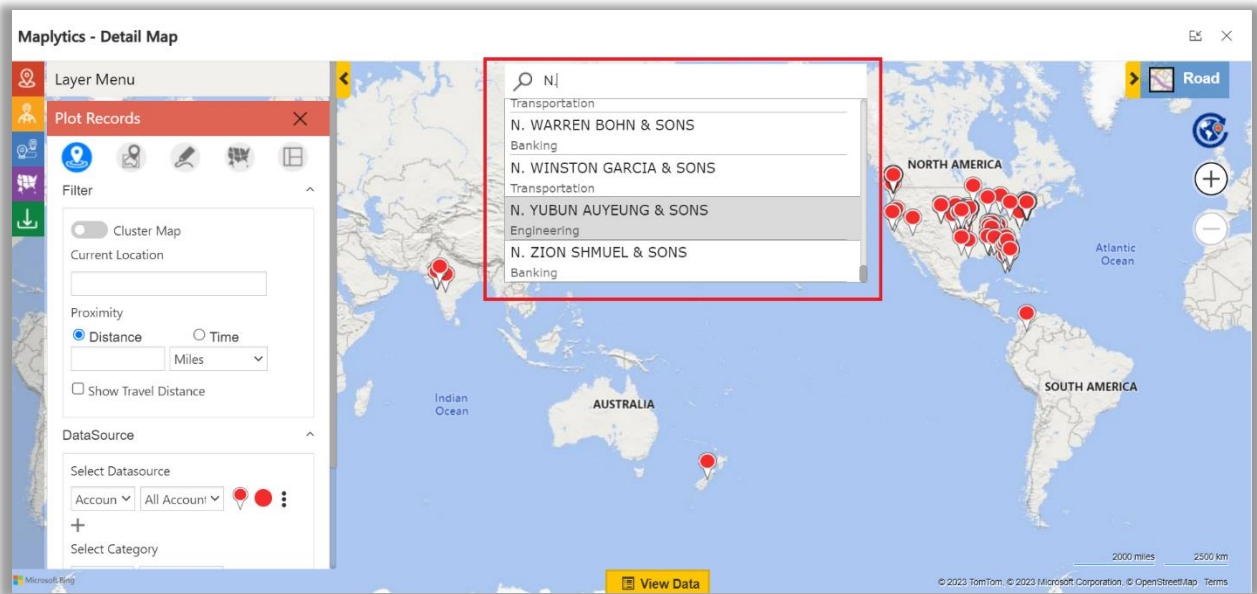 Maplytics - Detail Map
Layer Menu
N.
Road
Transportation
Plot Records
N. WARREN BOHN & SONS
Banking
N. WINSTON GARCIA & SONS
Transportation
NORTH AMERICA
Filter
N. YUBUN AUYEUNG & SONS
Engineering
Cluster Map
Current Location
N. ZION SHMUEL & SONS
Banking
Atlantic
Ocean
Proximity
Distance
Time
Miles
Show Travel Distance
Indian
Ocean
AUSTRALIA
SOUTH AMERICA
DataSource
Select Datasource
Accoun
All Account
Select Category
2000 miles
2500 km
Microsoft Bing
View Data
© 2023 TomTom, © 2023 Microsoft Corporation, © OpenStreetMap Terms